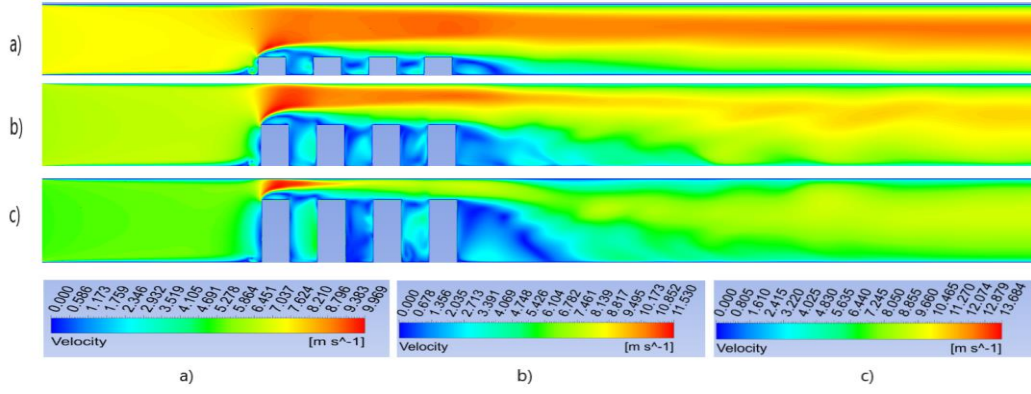 a)
b)
c)
0.000 0.586 1.173 1.759 2.346 2.932 3.519 4.105 4.691 5.278 5.864 6.451 7.037 7.624 8.210 8.796 9.383 9.969
Velocity [m s^-1]
0.000 0.678 1.356 2.035 2.713 3.391 4.069 4.748 5.426 6.104 6.782 7.461 8.139 8.817 9.495 10.173 10.852 11.530
Velocity [m s^-1]
0.000 0.805 1.610 2.415 3.220 4.025 4.830 5.635 6.440 7.245 8.050 8.855 9.660 10.465 11.270 12.074 12.879 13.684
Velocity [m s^-1]
a) b) c)